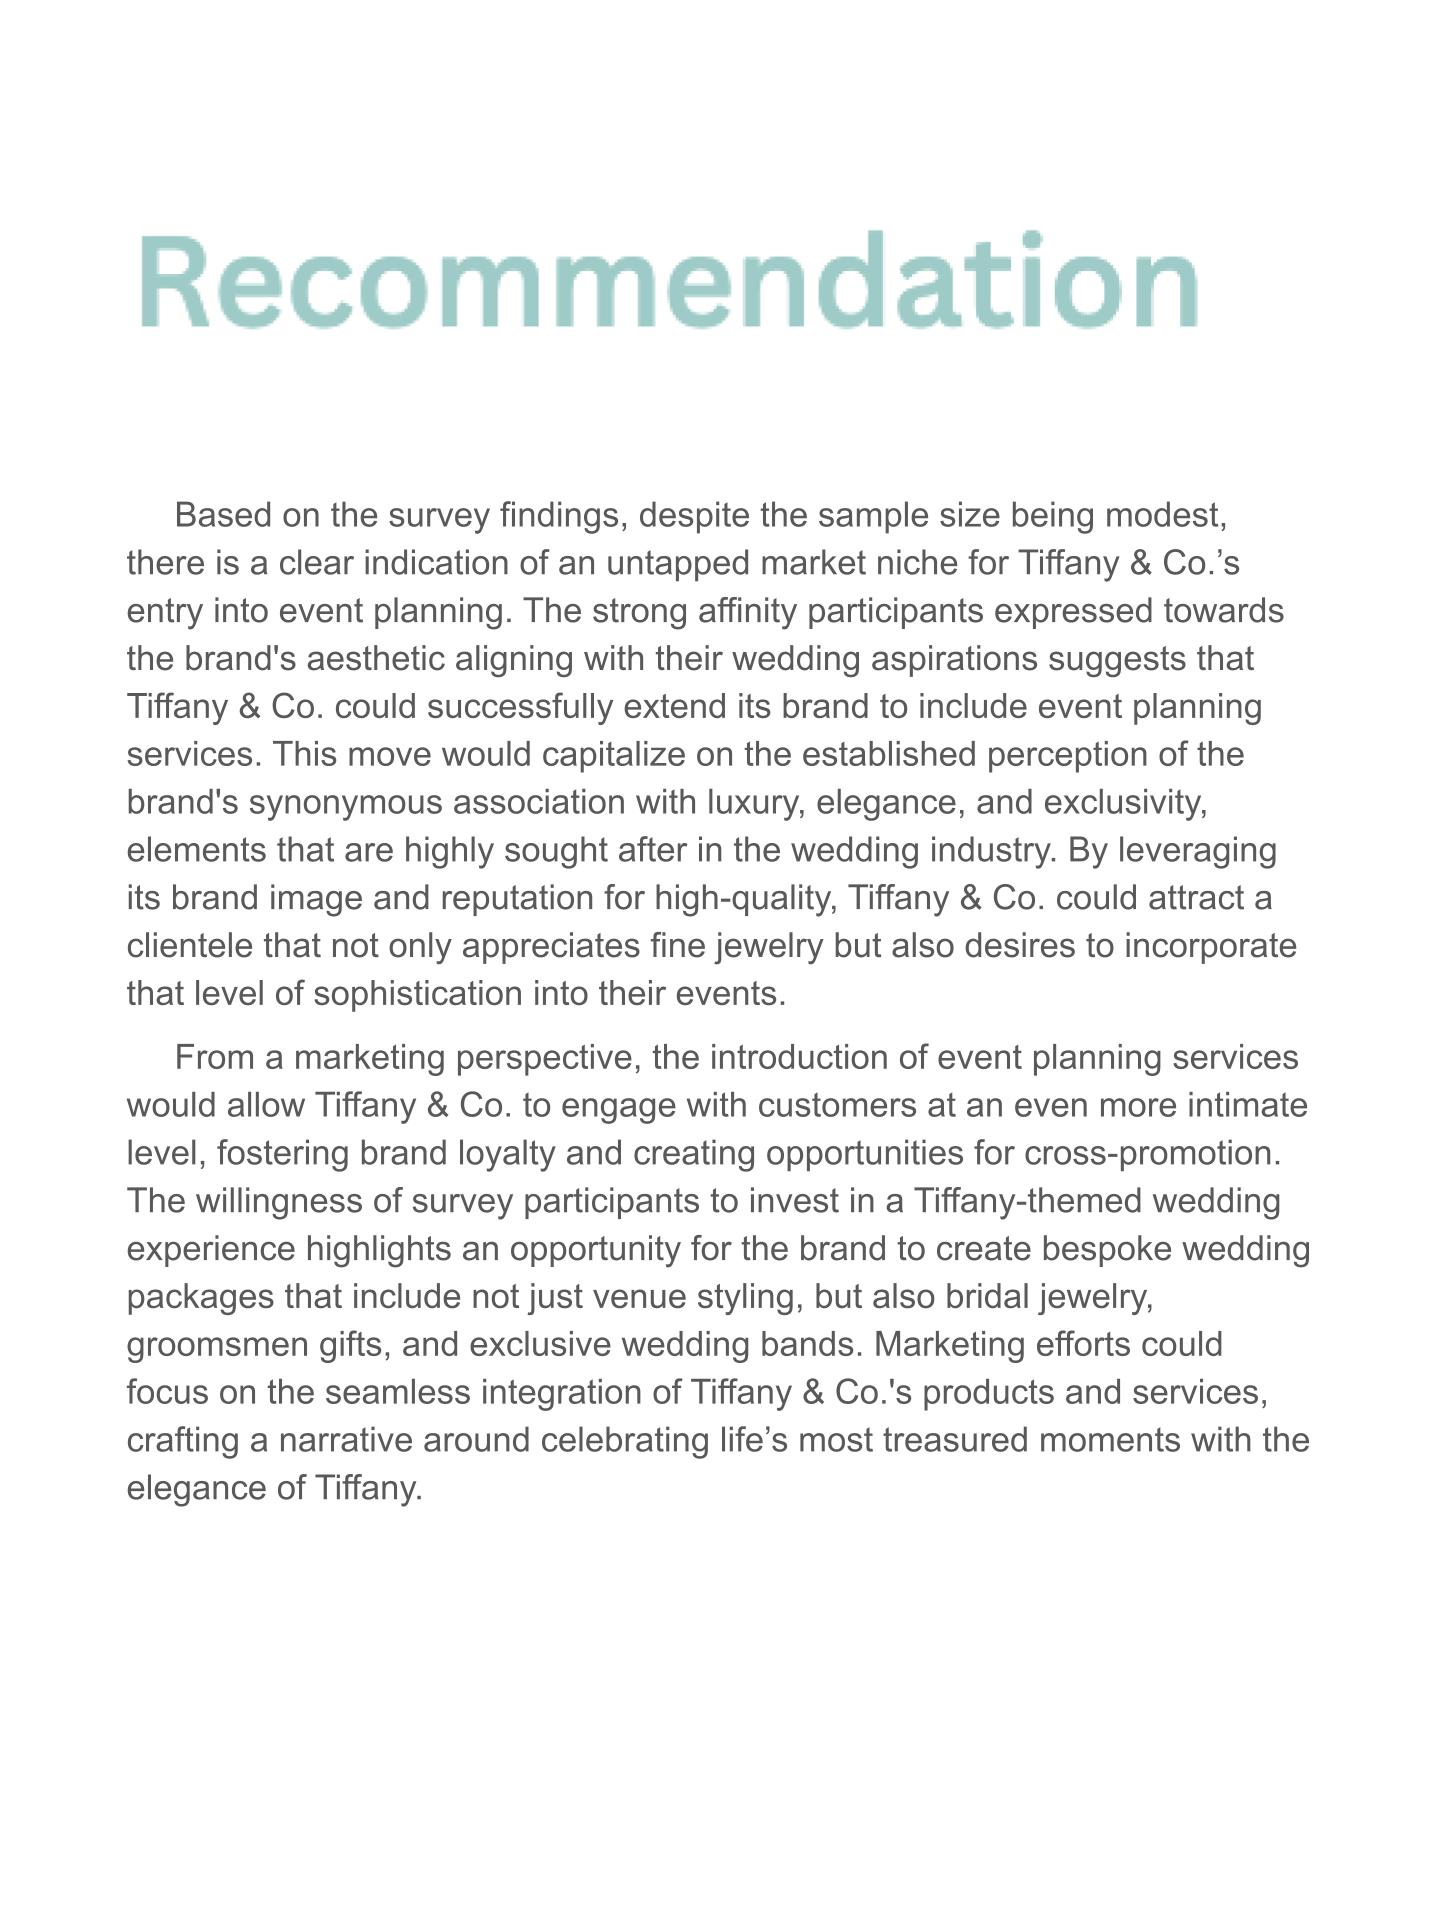 Recommendation
Based on the survey findings, despite the sample size being modest,
there is a clear indication of an untapped market niche for Tiffany & Co.’s
entry into event planning. The strong affinity participants expressed towards
the brand's aesthetic aligning with their wedding aspirations suggests that
Tiffany & Co. could successfully extend its brand to include event planning
services. This move would capitalize on the established perception of the
brand's synonymous association with luxury, elegance, and exclusivity,
elements that are highly sought after in the wedding industry. By leveraging
its brand image and reputation for high-quality, Tiffany & Co. could attract a
clientele that not only appreciates fine jewelry but also desires to incorporate
that level of sophistication into their events.
From a marketing perspective, the introduction of event planning services
would allow Tiffany & Co. to engage with customers at an even more intimate
level, fostering brand loyalty and creating opportunities for cross-promotion.
The willingness of survey participants to invest in a Tiffany-themed wedding
experience highlights an opportunity for the brand to create bespoke wedding
packages that include not just venue styling, but also bridal jewelry,
groomsmen gifts, and exclusive wedding bands. Marketing efforts could
focus on the seamless integration of Tiffany & Co.'s products and services,
crafting a narrative around celebrating life’s most treasured moments with the
elegance of Tiffany.